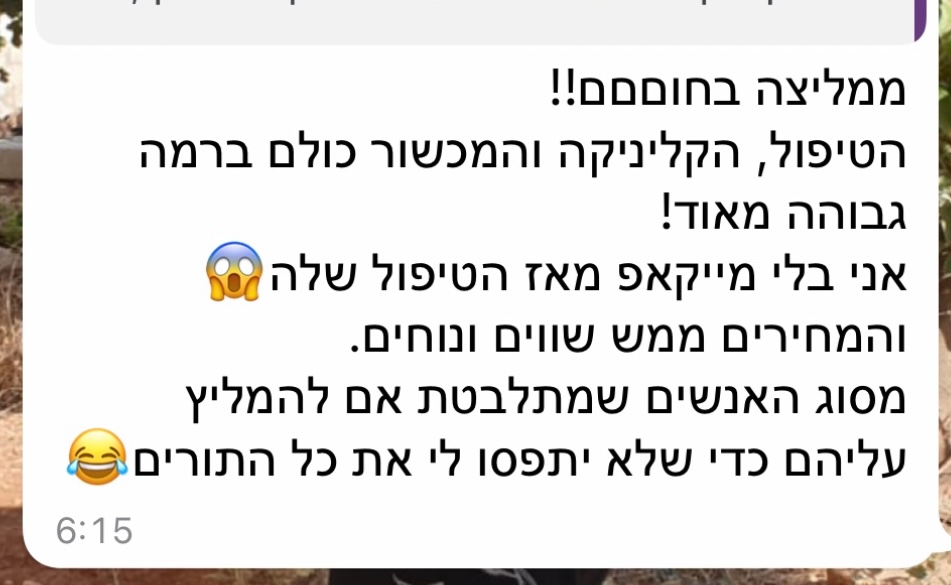 ממליצה בחוםםםם!!
הטיפול, הקליניקה והמכשור כולם ברמה
גבוהה מאוד!
אני בלי מייקאפ מאז הטיפול שלה😱
והמחירים ממש שווים ונוחים.
מסוג האנשים שמתלבטת אם להמליץ
עליהם כדי שלא יתפסו לי את כל התורים😂
6:15